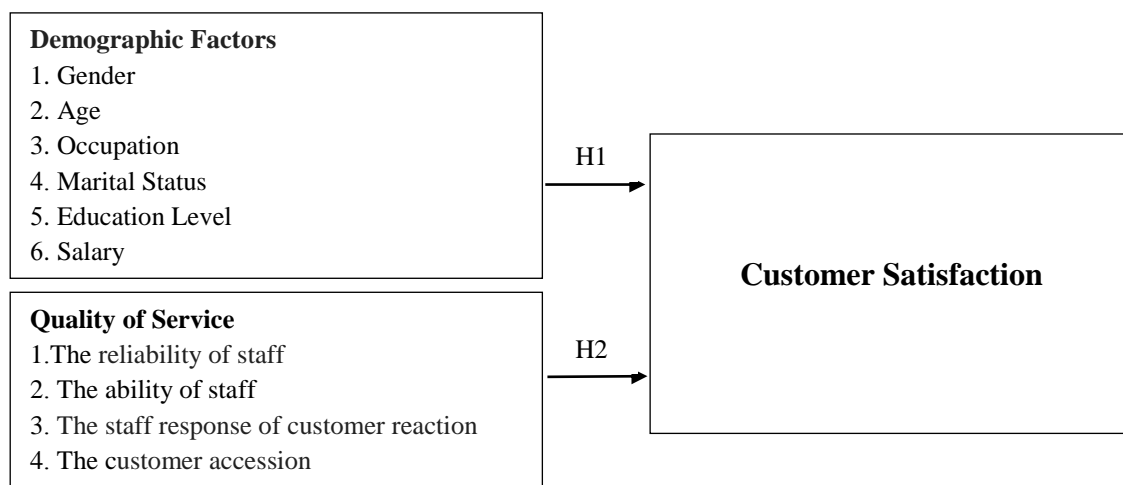 Demographic Factors
1. Gender
2. Age
3. Occupation
4. Marital Status
5. Education Level
6. Salary
H1
Customer Satisfaction
Quality of Service
1.The reliability of staff
2. The ability of staff
3. The staff response of customer reaction
4. The customer accession
H2